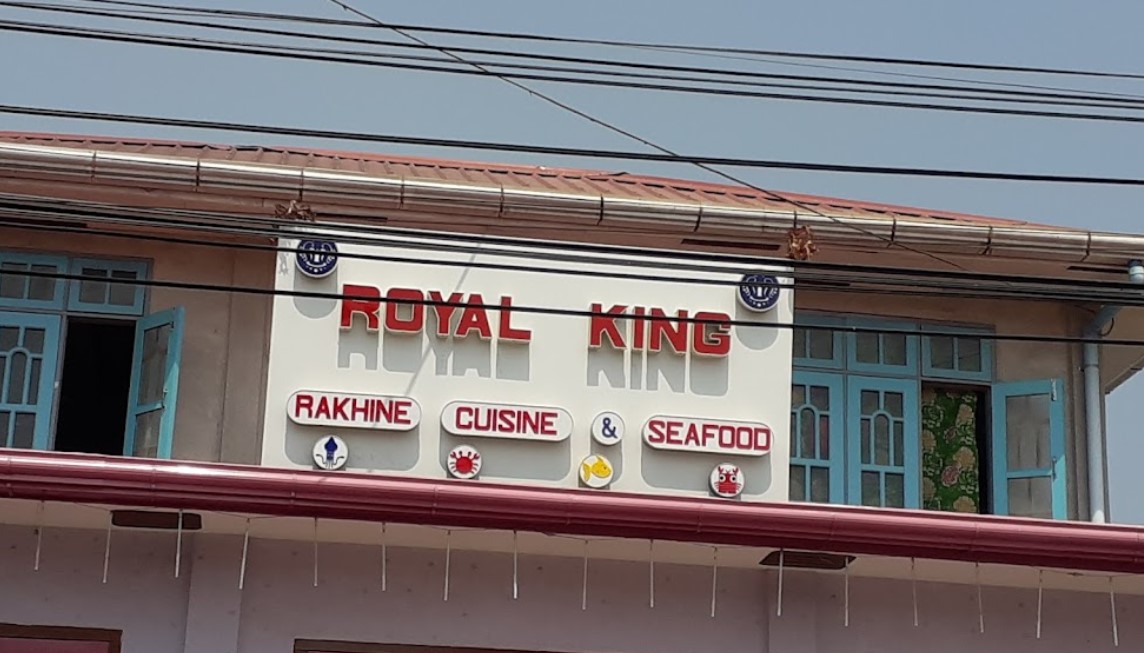 ROYAL KING
RAKHINE CUISINE & SEAFOOD